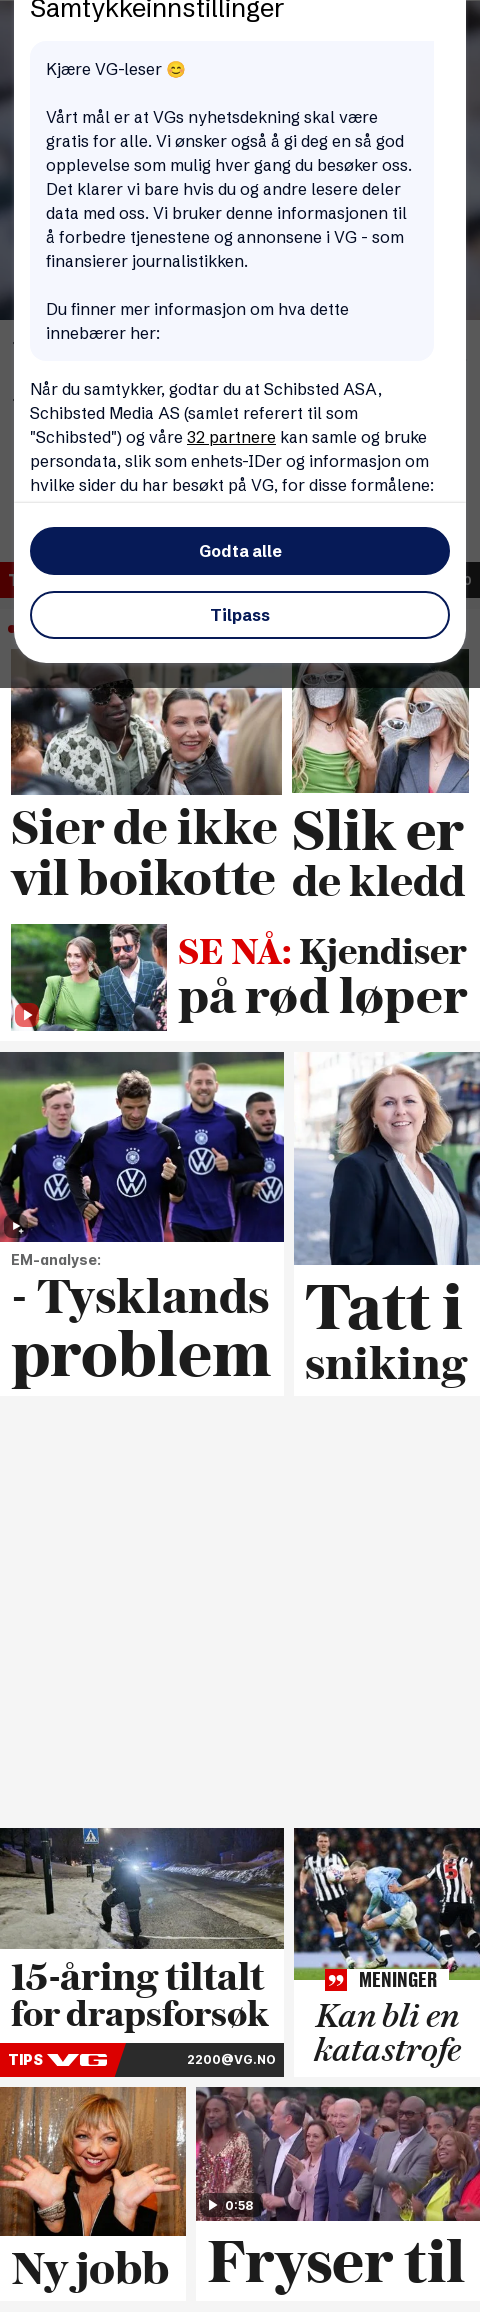 Samtykkeinnstillinger
Kjære VG-leser 😊
Vårt mål er at VGs nyhetsdekning skal være
gratis for alle. Vi ønsker også å gi deg en så god
opplevelse som mulig hver gang du besøker oss.
Det klarer vi bare hvis du og andre lesere deler
data med oss. Vi bruker denne informasjonen til
å forbedre tjenestene og annonsene i VG - som
finansierer journalistikken.
Du finner mer informasjon om hva dette
innebærer her:
Når du samtykker, godtar du at Schibsted ASA,
Schibsted Media AS (samlet referert til som
"Schibsted") og våre 32 partnere kan samle og bruke
persondata, slik som enhets-IDer og informasjon om
hvilke sider du har besøkt på VG, for disse formålene:
Godta alle
Tilpass
Sier de ikke
vil boikotte
Slik er
de kledd
SE NÅ: Kjendiser
på rød løper
EM-analyse:
- Tysklands
problem
Tatt i
sniking
15-åring tiltalt
for drapsforsøk
TIPS VG 2200@VG.NO
MENINGER
Kan bli en
katastrofe
Ny jobb
0:58
Fryser til